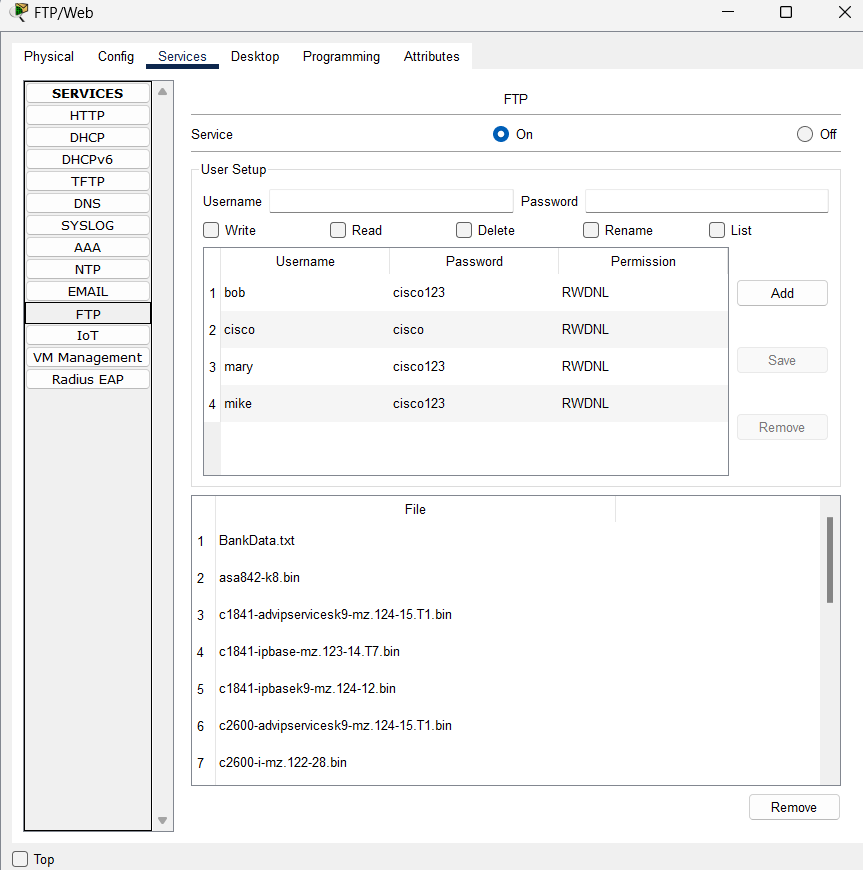 FTP/Web
Physical Config Services Desktop Programming Attributes
SERVICES
HTTP
DHCP
DHCPv6
TFTP
DNS
SYSLOG
AAA
NTP
EMAIL
FTP
IoT
VM Management
Radius EAP
FTP
Service On Off
User Setup
Username Password
Write Read Delete Rename List
Username Password Permission
1 bob cisco123 RWDNL
2 cisco cisco RWDNL
3 mary cisco123 RWDNL
4 mike cisco123 RWDNL
Add
Save
Remove
File
1 BankData.txt
2 asa842-k8.bin
3 c1841-advipservicesk9-mz.124-15.T1.bin
4 c1841-ipbase-mz.123-14.T7.bin
5 c1841-ipbasek9-mz.124-12.bin
6 c2600-advipservicesk9-mz.124-15.T1.bin
7 c2600-i-mz.122-28.bin
Remove
Top